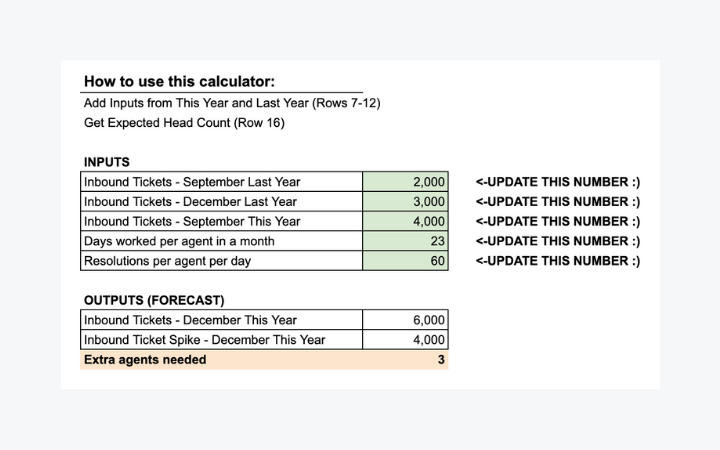 How to use this calculator:
Add Inputs from This Year and Last Year (Rows 7-12)
Get Expected Head Count (Row 16)
INPUTS
Inbound Tickets - September Last Year 2,000 <-UPDATE THIS NUMBER :)
Inbound Tickets - December Last Year 3,000 <-UPDATE THIS NUMBER :)
Inbound Tickets - September This Year 4,000 <-UPDATE THIS NUMBER :)
Days worked per agent in a month 23 <-UPDATE THIS NUMBER :)
Resolutions per agent per day 60 <-UPDATE THIS NUMBER :)
OUTPUTS (FORECAST)
Inbound Tickets - December This Year 6,000
Inbound Ticket Spike - December This Year 4,000
Extra agents needed 3